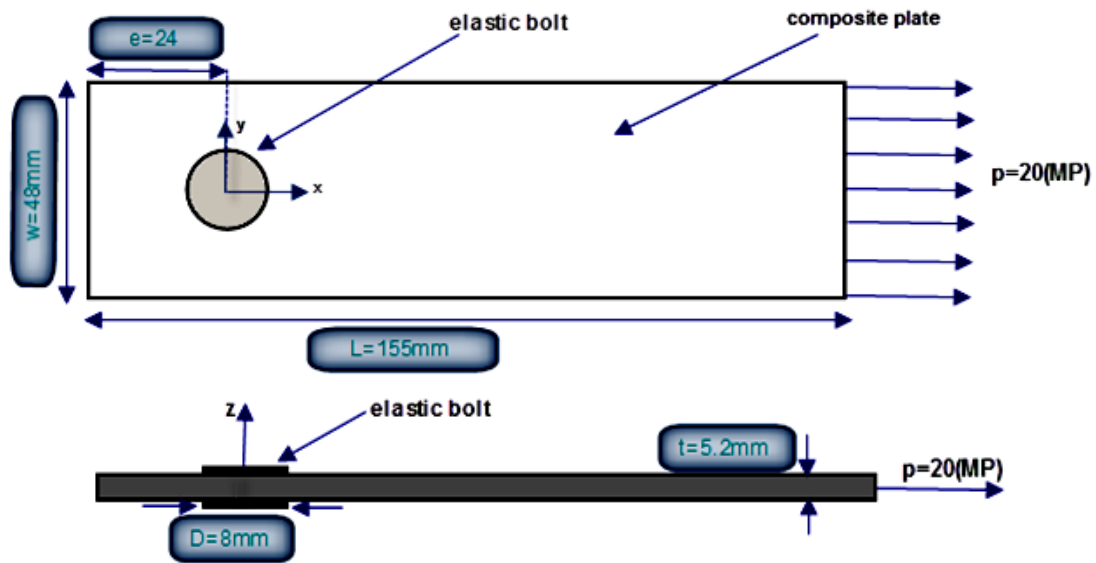 elastic bolt
composite plate
e=24
y
x
w=48mm
p=20(MP)
L=155mm
z
elastic bolt
t=5.2mm
p=20(MP)
D=8mm